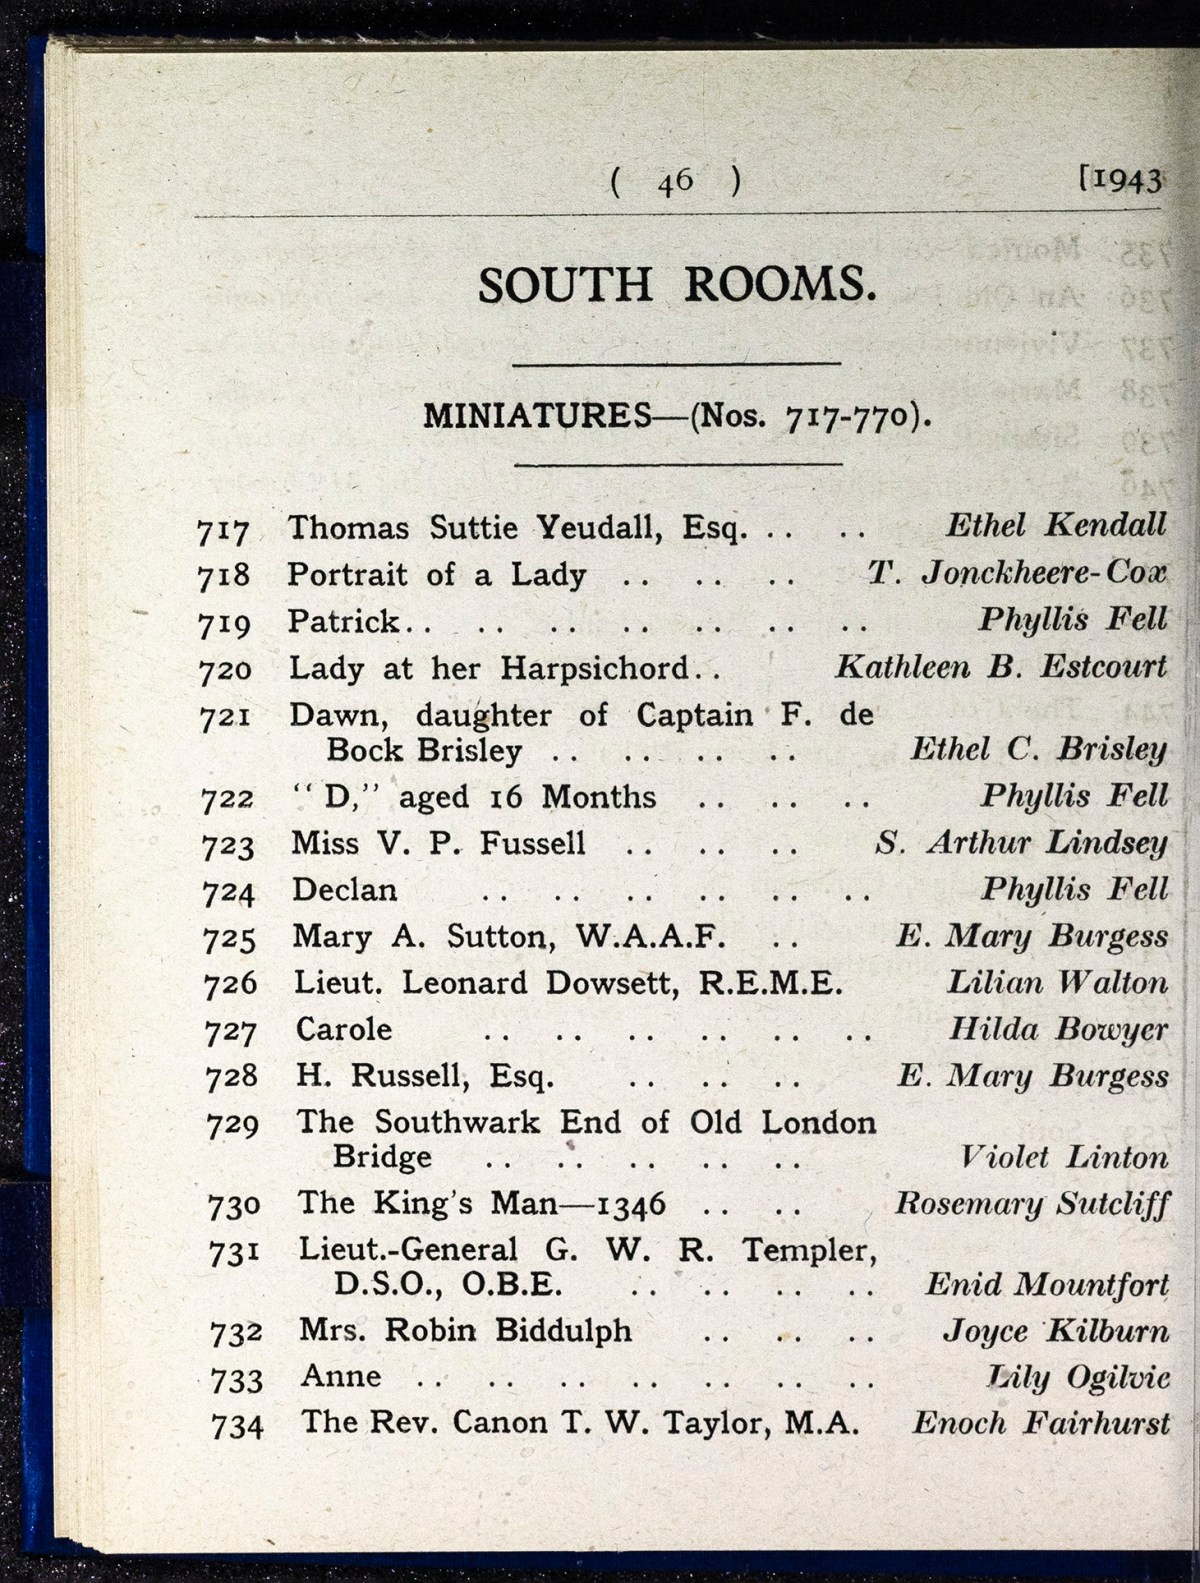 ( 46 ) [1943
SOUTH ROOMS.
MINIATURES—(Nos. 717-770).
717 Thomas Suttie Yeudall, Esq. . . . . Ethel Kendall
718 Portrait of a Lady . . . . . . T. Jonckheere-Cox
719 Patrick. . . . . . . . . . . . . . Phyllis Fell
720 Lady at her Harpsichord. . Kathleen B. Estcourt
721 Dawn, daughter of Captain F. de
Bock Brisley . . . . . . . . Ethel C. Brisley
722 “ D,” aged 16 Months . . . . . . Phyllis Fell
723 Miss V. P. Fussell . . . . . . S. Arthur Lindsey
724 Declan . . . . . . . . . . . . Phyllis Fell
725 Mary A. Sutton, W.A.A.F. . . E. Mary Burgess
726 Lieut. Leonard Dowsett, R.E.M.E. Lilian Walton
727 Carole . . . . . . . . . . . . Hilda Bowyer
728 H. Russell, Esq. . . . . . . E. Mary Burgess
729 The Southwark End of Old London
Bridge . . . . . . . . . . Violet Linton
730 The King’s Man—1346 . . . . Rosemary Sutcliff
731 Lieut.-General G. W. R. Templer,
D.S.O., O.B.E. . . . . . . . . Enid Mountfort
732 Mrs. Robin Biddulph . . . . . . Joyce Kilburn
733 Anne . . . . . . . . . . . . . . Lily Ogilvie
734 The Rev. Canon T. W. Taylor, M.A. Enoch Fairhurst